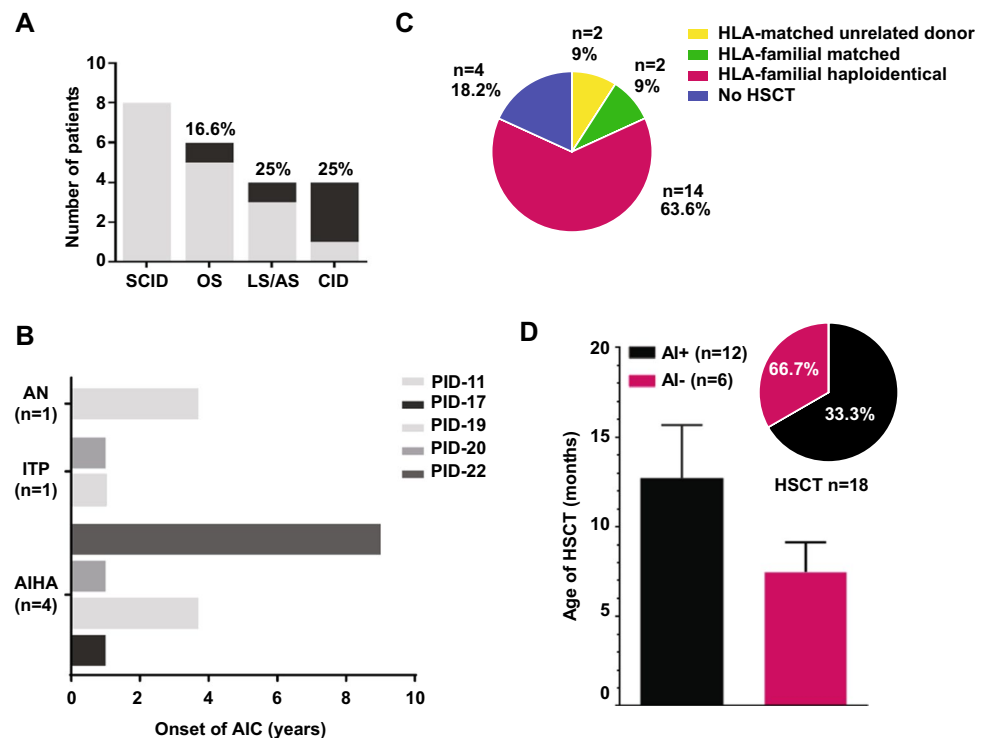 A
Number of patients
10
8
6
4
2
0
16.6%
25%
25%
SCID
OS
LS/AS
CID
B
AN
(n=1)
ITP
(n=1)
AIHA
(n=4)
PID-11
PID-17
PID-19
PID-20
PID-22
0
2
4
6
8
10
Onset of AIC (years)
C
n=2
9%
n=2
9%
n=4
18.2%
n=14
63.6%
HLA-matched unrelated donor
HLA-familial matched
HLA-familial haploidentical
No HSCT
D
Age of HSCT (months)
20
15
10
5
0
AI+ (n=12)
AI- (n=6)
66.7%
33.3%
HSCT n=18